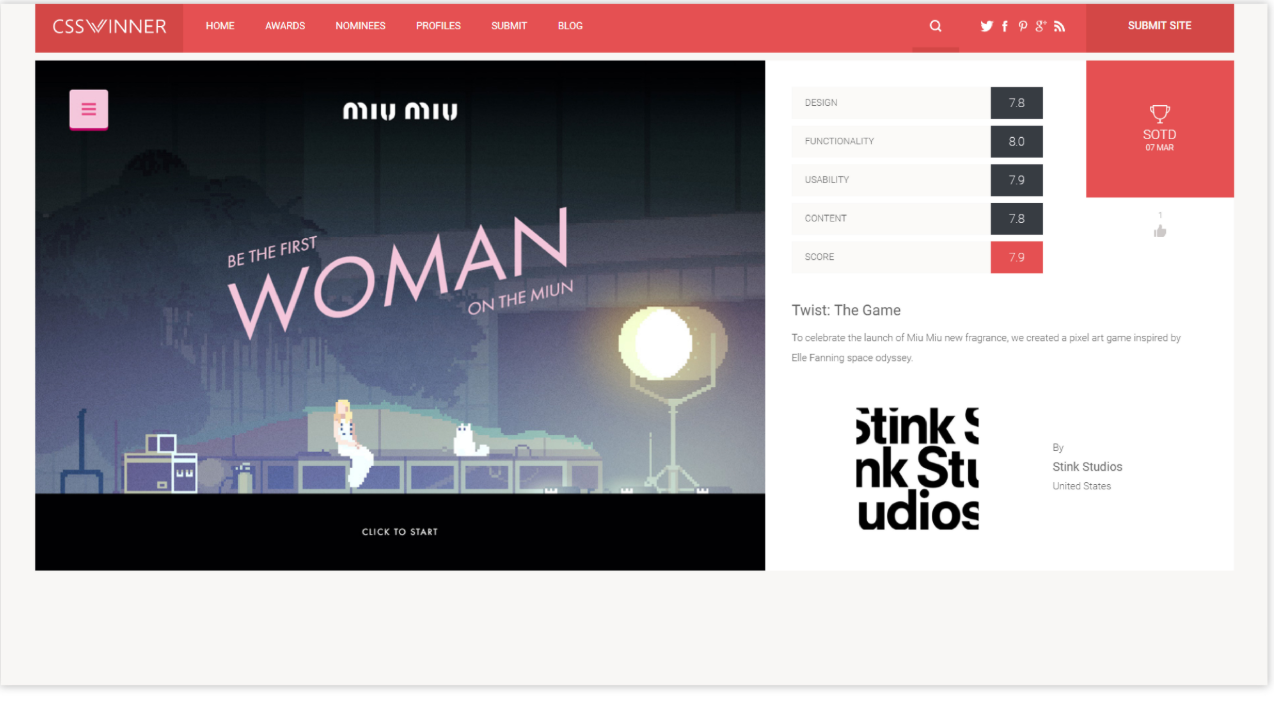 CSSWINNER
HOME AWARDS NOMINEES PROFILES SUBMIT BLOG
SUBMIT SITE
miu miu
BE THE FIRST
WOMAN
ON THE MIUN
CLICK TO START
DESIGN 7.8
FUNCTIONALITY 8.0
USABILITY 7.9
CONTENT 7.8
SCORE 7.9
SOTD
07 MAR
1
Twist: The Game
To celebrate the launch of Miu Miu new fragrance, we created a pixel art game inspired by
Elle Fanning space odyssey.
Stink S
nk Stu
udios
By
Stink Studios
United States